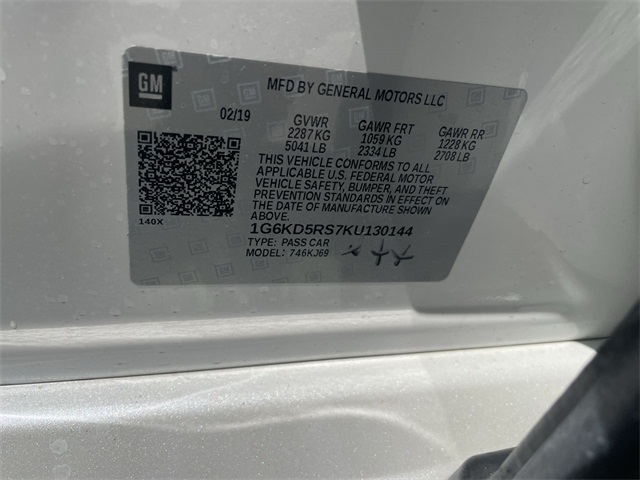 GM
MFD BY GENERAL MOTORS LLC
02/19
GVWR GAWR FRT GAWR RR
2287 KG 1059 KG 1228 KG
5041 LB 2334 LB 2708 LB
THIS VEHICLE CONFORMS TO ALL
APPLICABLE U.S. FEDERAL MOTOR
VEHICLE SAFETY, BUMPER, AND THEFT
PREVENTION STANDARDS IN EFFECT ON
THE DATE OF MANUFACTURE SHOWN
ABOVE.
140X
1G6KD5RS7KU130144
TYPE: PASS CAR
MODEL: 746KJ69